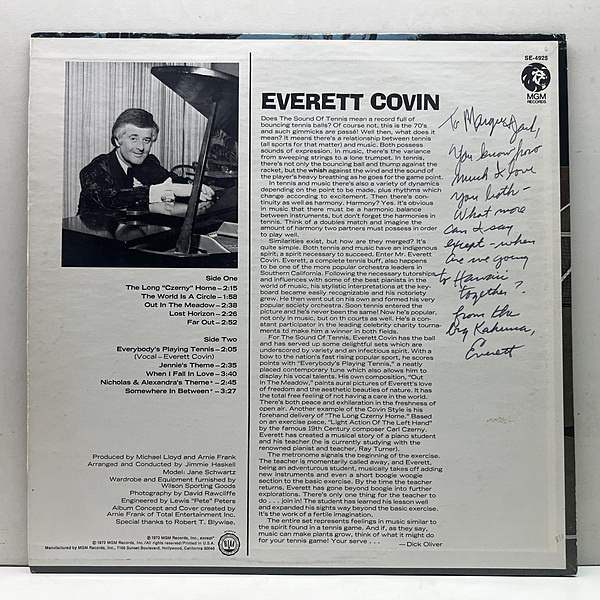 SE-4925
MGM
RECORDS
EVERETT COVIN
Does The Sound Of Tennis mean a record full of
bouncing tennis balls? Of course not, this is the 70's
and such gimmicks are passé! Well then, what does it
mean? It means there's a relationship between tennis
(all sports for that matter) and music. Both possess
sounds of expression. In music, there's the variance
from sweeping strings to a lone trumpet. In tennis,
there's not only the bouncing ball and thump against the
racket, but the whish against the wind and the sound of
the player's heavy breathing as he goes for the game point.
In tennis and music there's also a variety of dynamics
depending on the point to be made, plus rhythms which
change according to excitement. Then there's con-
tinuity as well as harmony. Harmony? Yes. It's obvious
in music that there must be a harmonic balance
between instruments, but don't forget the harmonies in
tennis. Think of a doubles match and imagine the
amount of harmony two partners must possess in order
to play well.
Similarities exist, but how are they merged? It's
quite simple. Both tennis and music have an indigenous
spirit; a spirit necessary to succeed. Enter Mr. Everett
Covin. Everett, a complete tennis buff, also happens
to be one of the more popular orchestra leaders in
Southern California. Following the necessary tutorships
and influences of some of the best pianists in the
world of music, his stylistic interpretations at the key-
board became easily recognizable and his notoriety
grew. He then went out on his own and formed his very
popular society orchestra. Soon tennis entered the
picture and he's never been the same! Now he's popular,
not only in music, but on th courts as well. He's a con-
stant participator in the leading celebrity charity tourna-
ments to make him a winner in both fields.
For the Sound Of Tennis, Everett Covin has the ball
and has served up some delightful sets which are
underscored by variety and an infectious spirit. With a
bow to the nation's fast rising popular sport, he scores
points with "Everybody's Playing Tennis," a neatly
placed contemporary tune which also allows him to
display his vocal talents. His own composition, "Out
In The Meadow," paints aural pictures of Everett's love
of freedom and the aesthetic beauties of nature. It has
the total free feeling of not having a care in the world.
There's both peace and exhilaration in the freshness of
open air. Another example of the Covin Style is his
forehand delivery of "The Long Czerny Home." Based
on an exercise piece, "Light Action Of The Left Hand"
by the famous 19th Century composer Carl Czerny.
Everett has created a musical story of a piano student
and his teacher (he is currently studying with the
renowned pianist and teacher, Ray Turner).
The metronome signals the beginning of the exercise.
The teacher is momentarily called away, and Everett,
being an adventurous student, musically takes off adding
new instruments and even a short boogie woogie
section to the basic exercise. By the time the teacher
returns, Everett has gone beyond boogie into further
explorations. There's only one thing for the teacher to
do . . . join in! The student has learned his lesson well
and expanded his sights way beyond the basic exercise.
It's the work of a fertile imagination.
The entire set represents feelings in music similar to
the spirit found in a tennis game. And if, as they say,
music can make plants grow, think of what it might do
for your tennis game! Your serve . . .
— Dick Oliver
To Marquis &
You know how
much I love
you both –
What more
can I say
except – when
are we going
to Hawaii
together?
From the
Big Kahuna,
Everett
Side One
The Long "Czerny" Home – 2:15
The World Is A Circle – 1:58
Out In The Meadow – 2:38
Lost Horizon – 2:26
Far Out – 2:52
Side Two
Everybody's Playing Tennis – 2:05
(Vocal – Everett Covin)
Jennie's Theme – 2:35
When I Fall In Love – 3:40
Nicholas & Alexandra's Theme* – 2:45
Somewhere In Between* – 3:27
Produced by Michael Lloyd and Arnie Frank
Arranged and Conducted by Jimmie Haskell
Model: Jane Schwartz
Wardrobe and Equipment furnished by
Wilson Sporting Goods
Photography by David Rawcliffe
Engineered by Lewis "Pete" Peters
Album Concept and Cover created by
Arnie Frank of Total Entertainment Inc.
Special thanks to Robert T. Blywise.
℗ 1973 MGM Records, Inc., except*
© 1973 MGM Records, Inc./All rights reserved/Printed in U.S.A.
Manufactured by MGM Records, Inc., 7165 Sunset Boulevard, Hollywood, California 90046